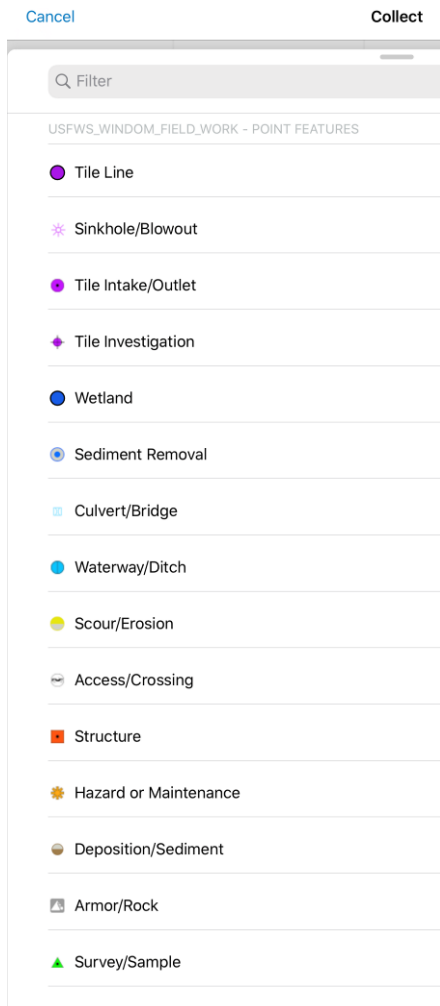 Cancel Collect
Filter
USFWS_WINDOM_FIELD_WORK - POINT FEATURES
Tile Line
Sinkhole/Blowout
Tile Intake/Outlet
Tile Investigation
Wetland
Sediment Removal
Culvert/Bridge
Waterway/Ditch
Scour/Erosion
Access/Crossing
Structure
Hazard or Maintenance
Deposition/Sediment
Armor/Rock
Survey/Sample